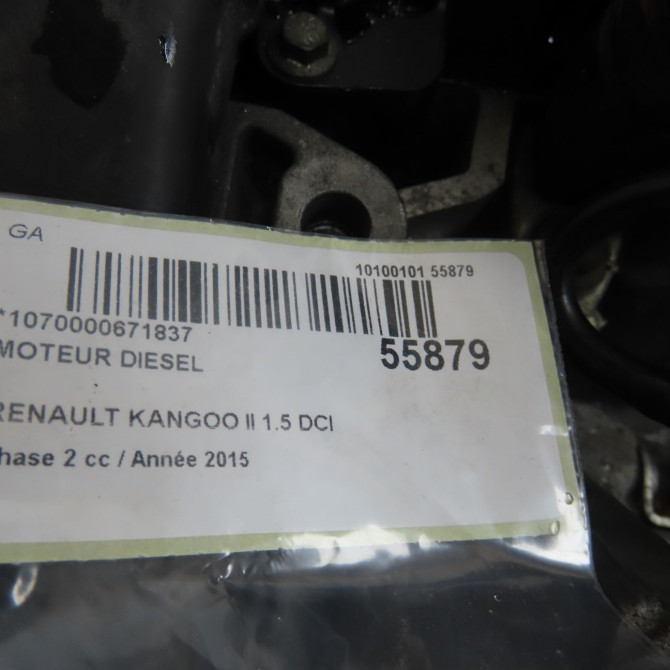 GA
10100101 55879
*1070000671837
MOTEUR DIESEL 55879
RENAULT KANGOO II 1.5 DCI
hase 2 cc / Année 2015